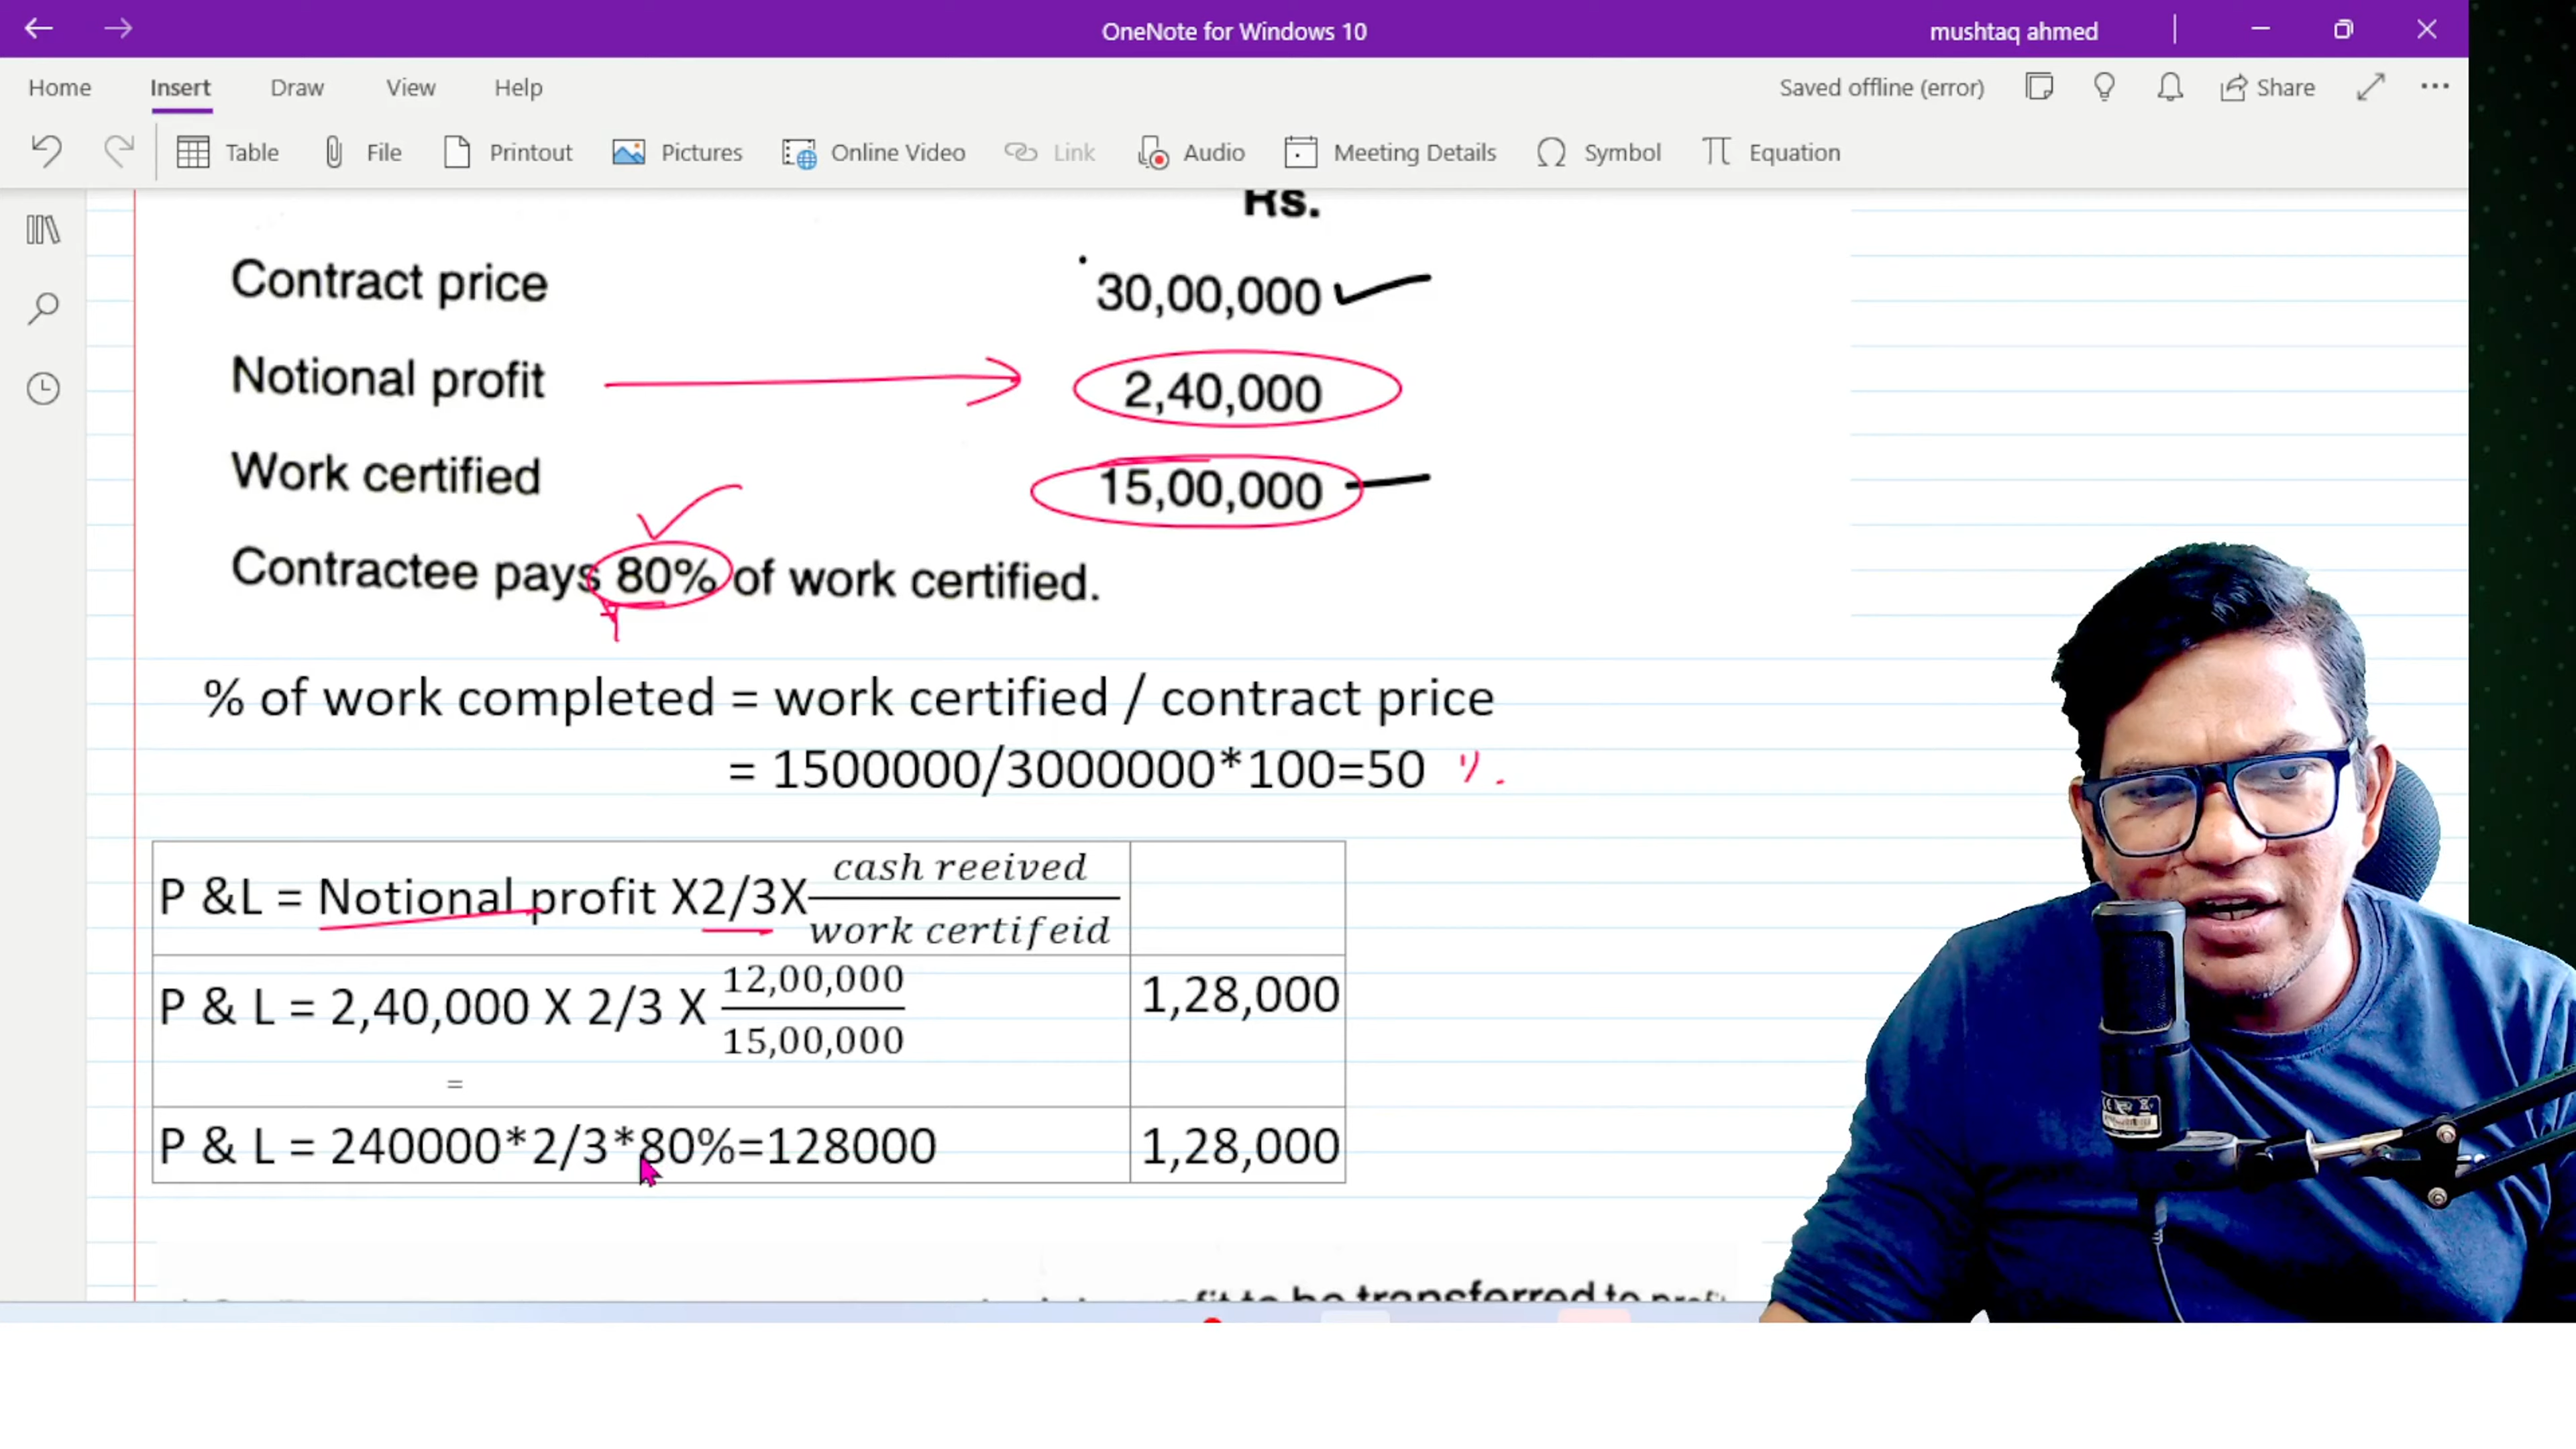 OneNote for Windows 10
mushtaq ahmed
Home Insert Draw View Help
Saved offline (error) Share
Table File Printout Pictures Online Video Link Audio Meeting Details Symbol Equation
Rs.
Contract price 30,00,000
Notional profit 2,40,000
Work certified 15,00,000
Contractee pays 80% of work certified.
% of work completed = work certified / contract price
= 1500000/3000000*100=50 %
P &L = Notional profit X2/3X cash reeived / work certifeid
P & L = 2,40,000 X 2/3 X 12,00,000 / 15,00,000 1,28,000
=
P & L = 240000*2/3*80%=128000 1,28,000
to be transferred to